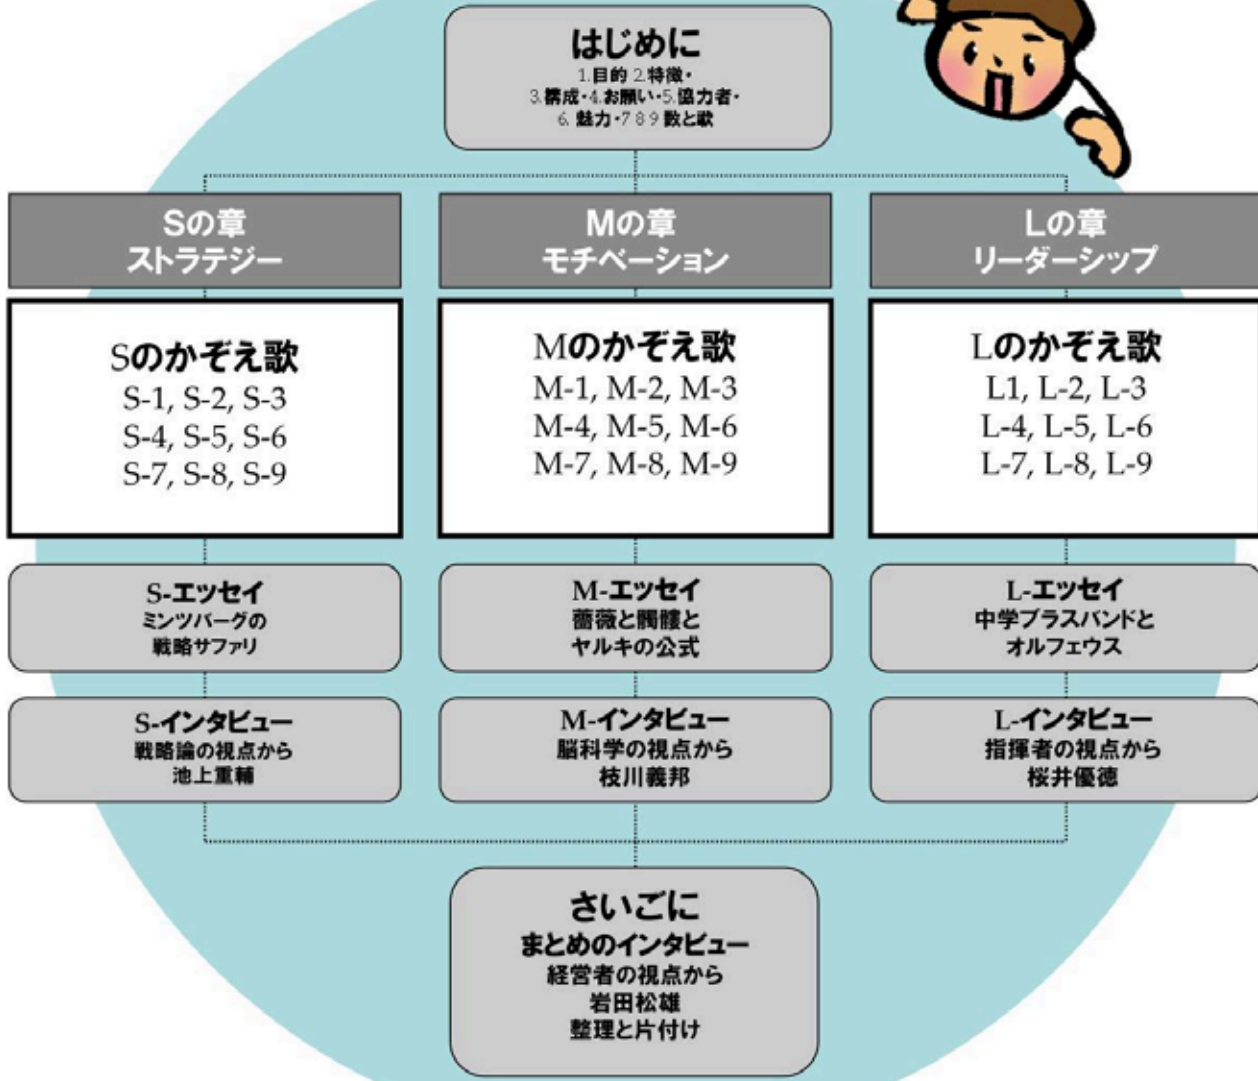 はじめに
1.目的 2.特徴・
3.構成・4.お願い・5.協力者・
6. 魅力・7 8 9 数と歌
Sの章
ストラテジー
Sのかぞえ歌
S-1, S-2, S-3
S-4, S-5, S-6
S-7, S-8, S-9
S-エッセイ
ミンツバーグの
戦略サファリ
S-インタビュー
戦略論の視点から
池上重輔
Mの章
モチベーション
Mのかぞえ歌
M-1, M-2, M-3
M-4, M-5, M-6
M-7, M-8, M-9
M-エッセイ
薔薇と髑髏と
ヤルキの公式
M-インタビュー
脳科学の視点から
枝川義邦
Lの章
リーダーシップ
Lのかぞえ歌
L1, L-2, L-3
L-4, L-5, L-6
L-7, L-8, L-9
L-エッセイ
中学ブラスバンドと
オルフェウス
L-インタビュー
指揮者の視点から
桜井優徳
さいごに
まとめのインタビュー
経営者の視点から
岩田松雄
整理と片付け